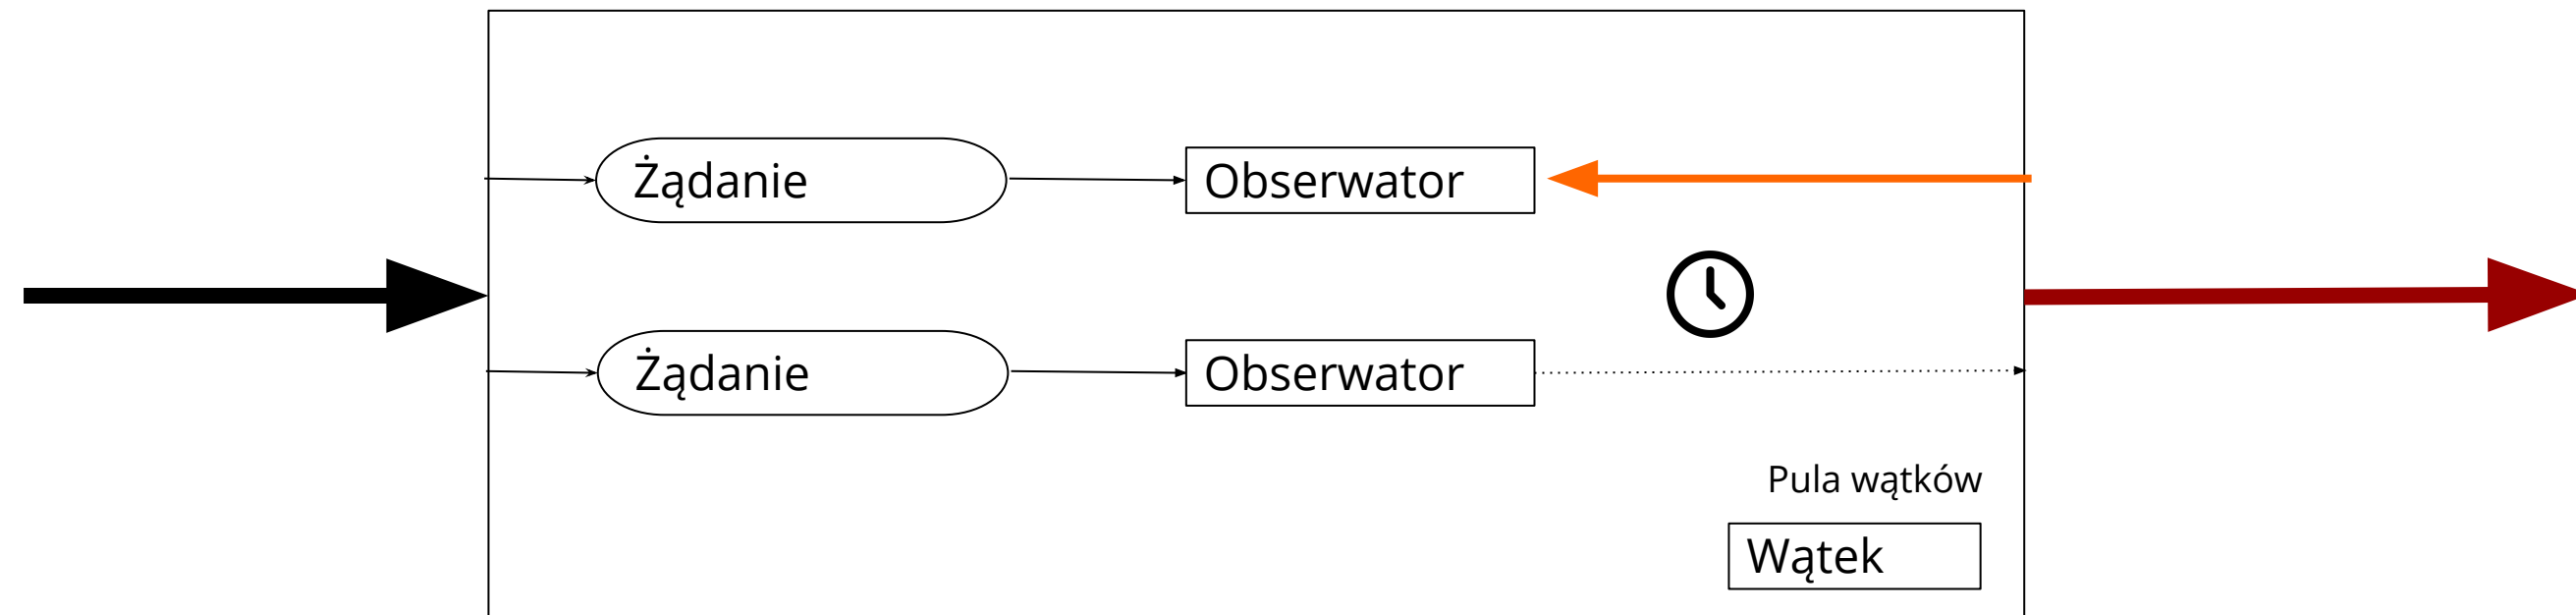 Żądanie
Obserwator
Żądanie
Obserwator
Pula wątków
Wątek